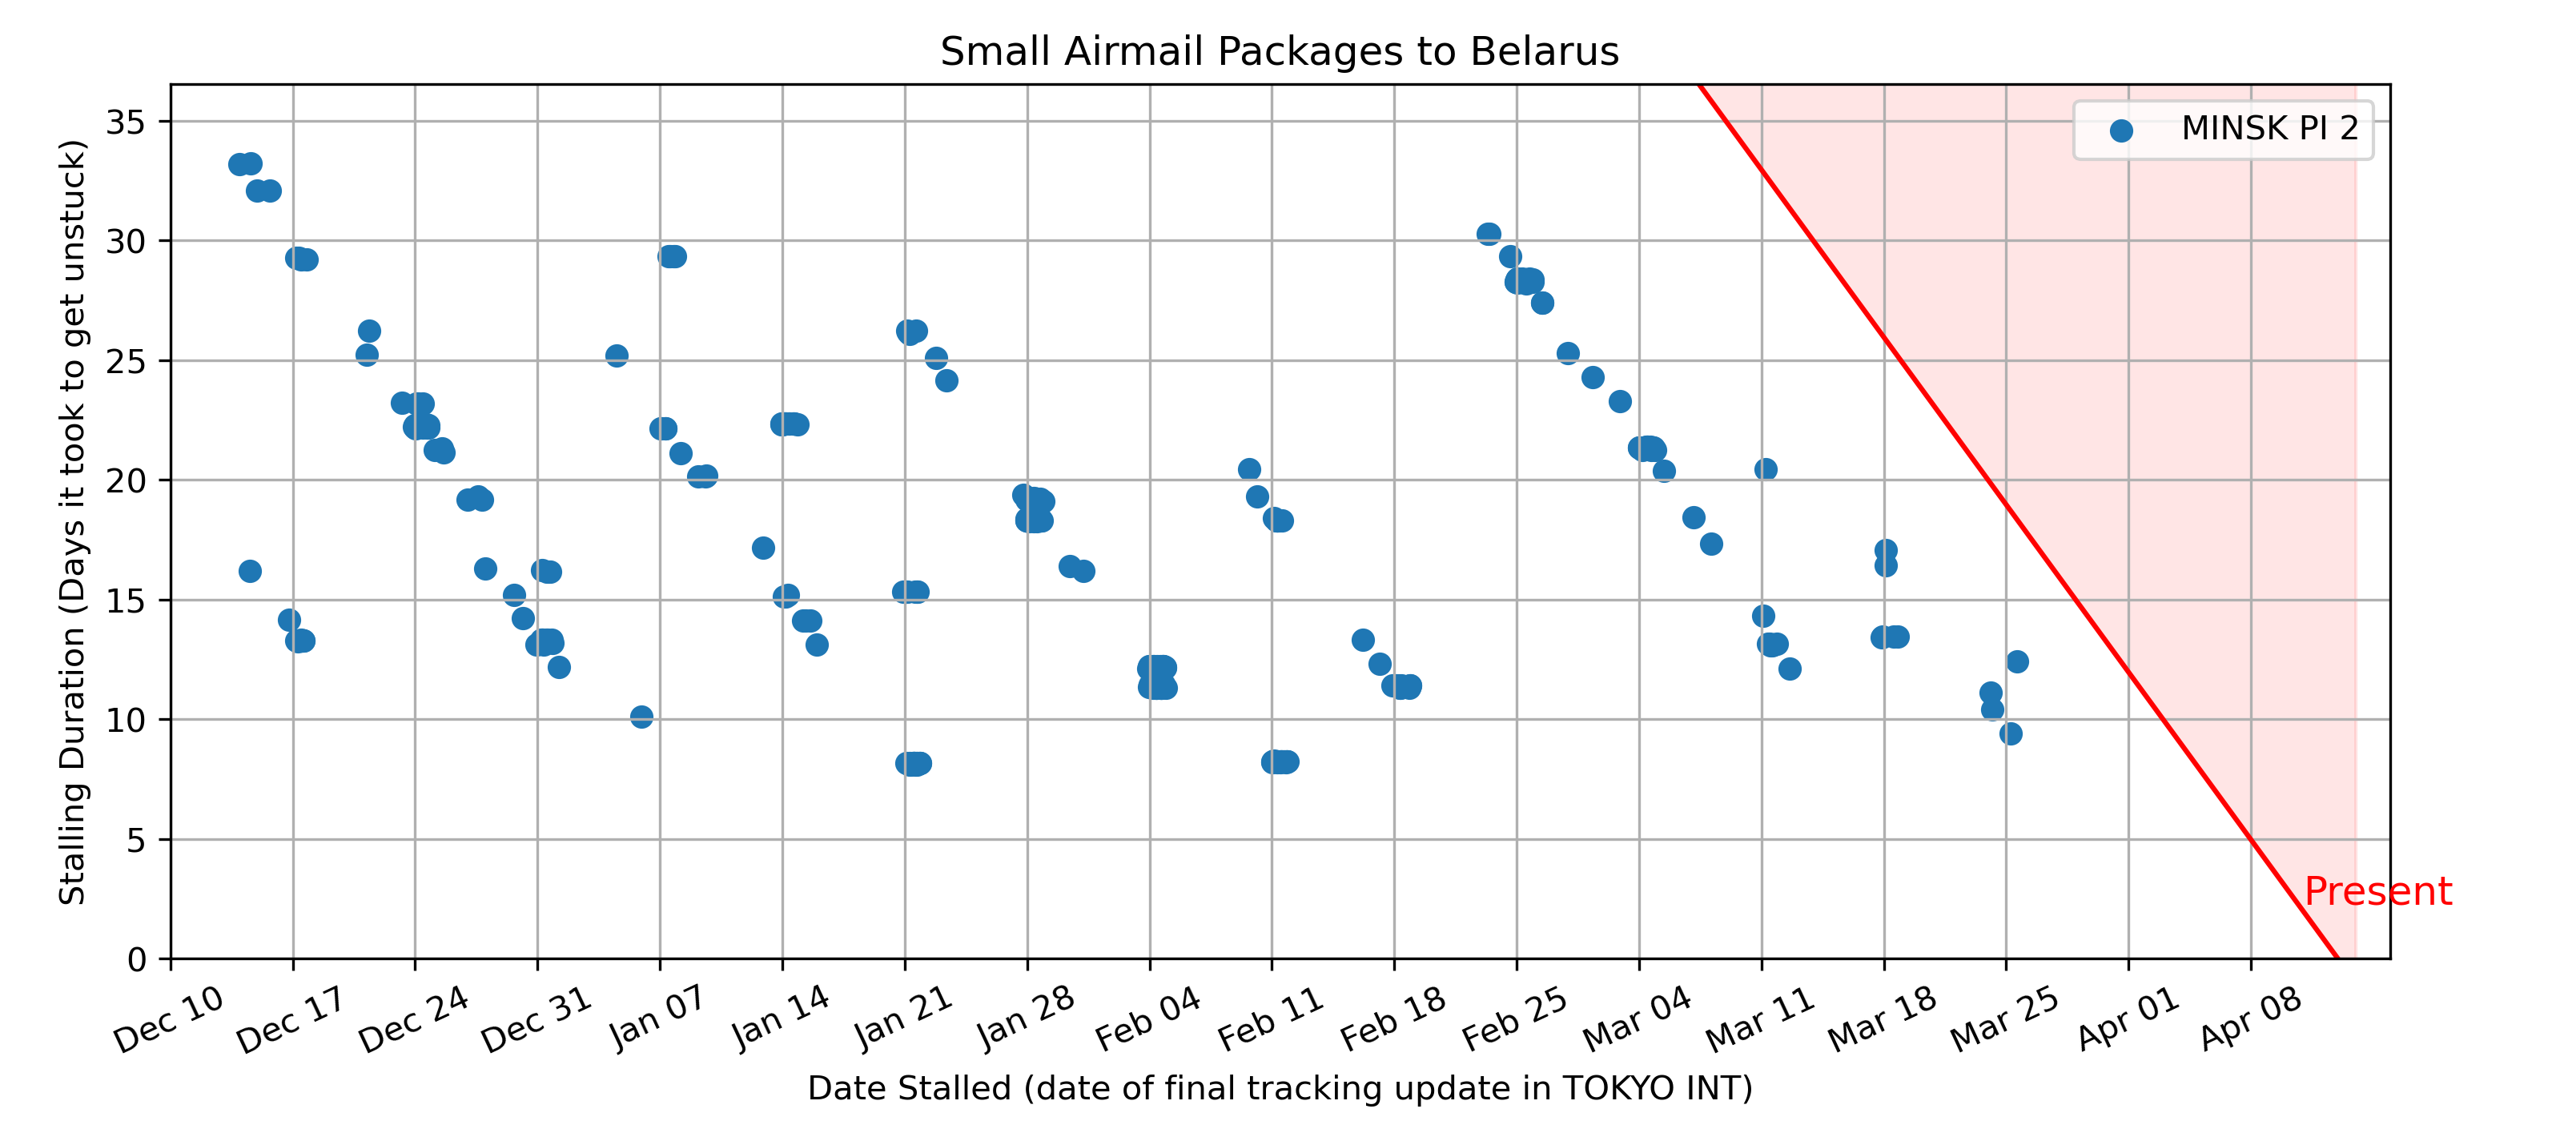 Small Airmail Packages to Belarus
MINSK PI 2
Stalling Duration (Days it took to get unstuck)
35
30
25
20
15
10
5
0
Present
Dec 10
Dec 17
Dec 24
Dec 31
Jan 07
Jan 14
Jan 21
Jan 28
Feb 04
Feb 11
Feb 18
Feb 25
Mar 04
Mar 11
Mar 18
Mar 25
Apr 01
Apr 08
Date Stalled (date of final tracking update in TOKYO INT)